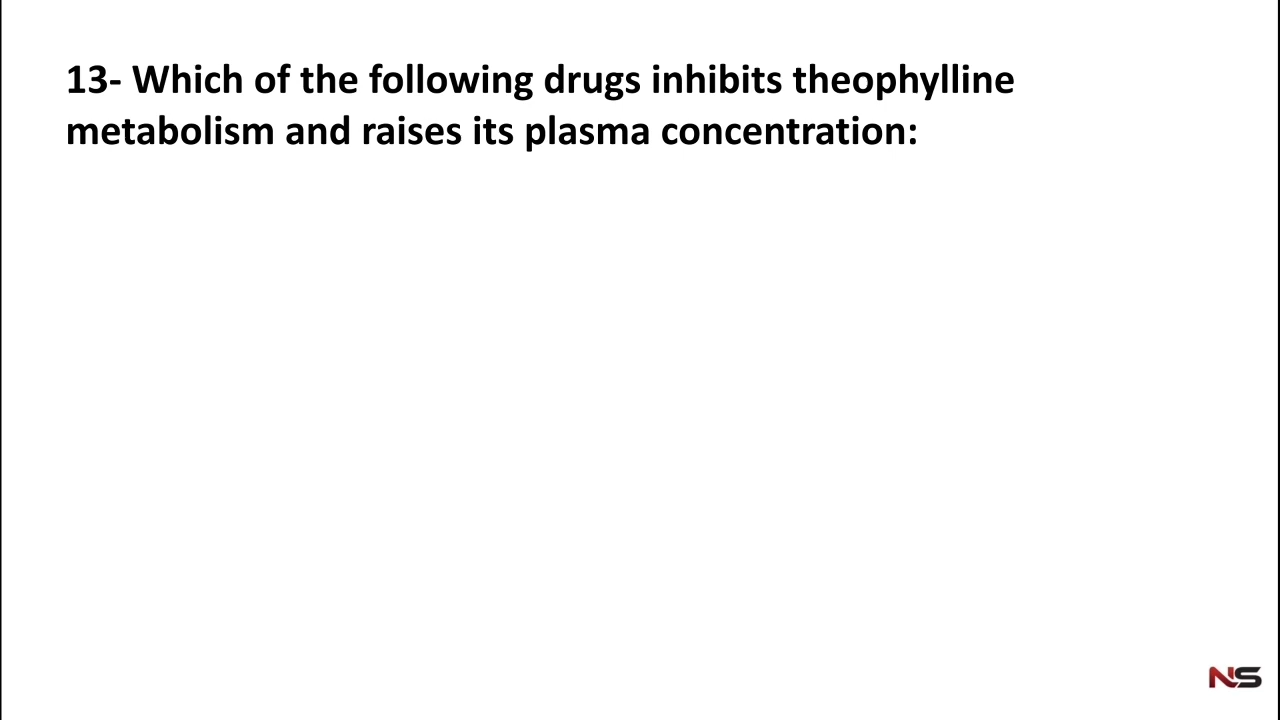 13- Which of the following drugs inhibits theophylline
metabolism and raises its plasma concentration:
NS